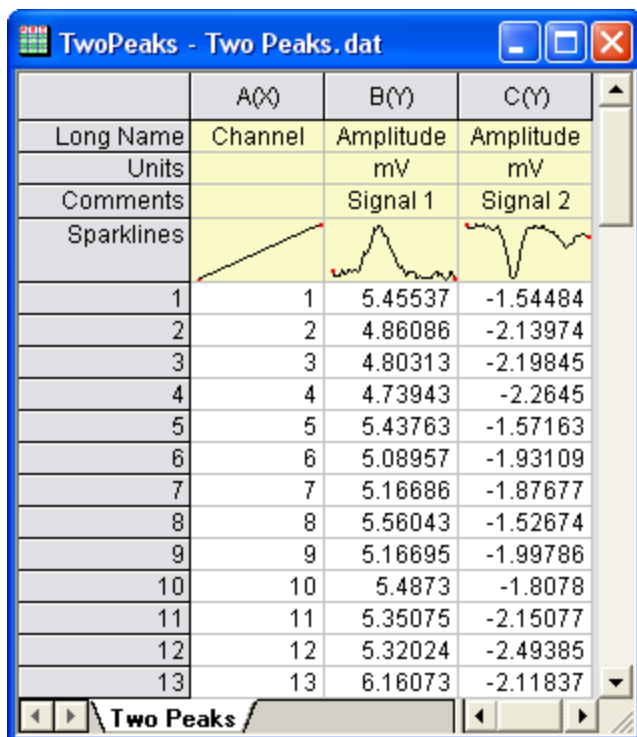 TwoPeaks - Two Peaks.dat
A(X) B(Y) C(Y)
Long Name Channel Amplitude Amplitude
Units mV mV
Comments Signal 1 Signal 2
Sparklines
1 1 5.45537 -1.54484
2 2 4.86086 -2.13974
3 3 4.80313 -2.19845
4 4 4.73943 -2.2645
5 5 5.43763 -1.57163
6 6 5.08957 -1.93109
7 7 5.16686 -1.87677
8 8 5.56043 -1.52674
9 9 5.16695 -1.99786
10 10 5.4873 -1.8078
11 11 5.35075 -2.15077
12 12 5.32024 -2.49385
13 13 6.16073 -2.11837
Two Peaks